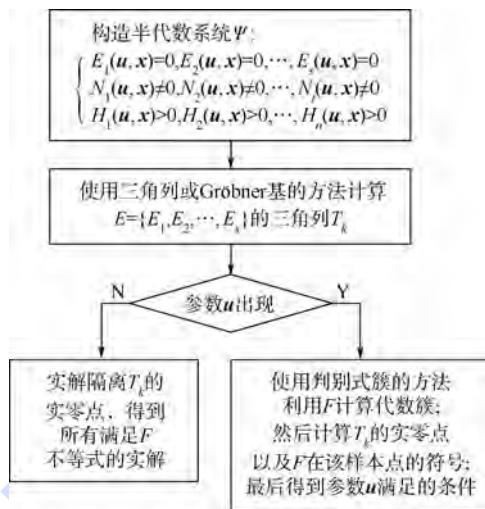 构造半代数系统Ψ:
E₁(u,x)=0,E₂(u,x)=0,⋯,Eₛ(u,x)=0
N₁(u,x)≠0,N₂(u,x)≠0,⋯,Nₗ(u,x)≠0
H₁(u,x)>0,H₂(u,x)>0,⋯,Hₙ(u,x)>0
使用三角列或Gröbner基的方法计算
E={E₁,E₂,⋯,Eₛ}的三角列Tₖ
N
参数u出现
Y
实解隔离Tₖ的
实零点，得到
所有满足F
不等式的实解
使用判别式簇的方法
利用F计算代数簇;
然后计算Tₖ的实零点
以及F在该样本点的符号;
最后得到参数u满足的条件